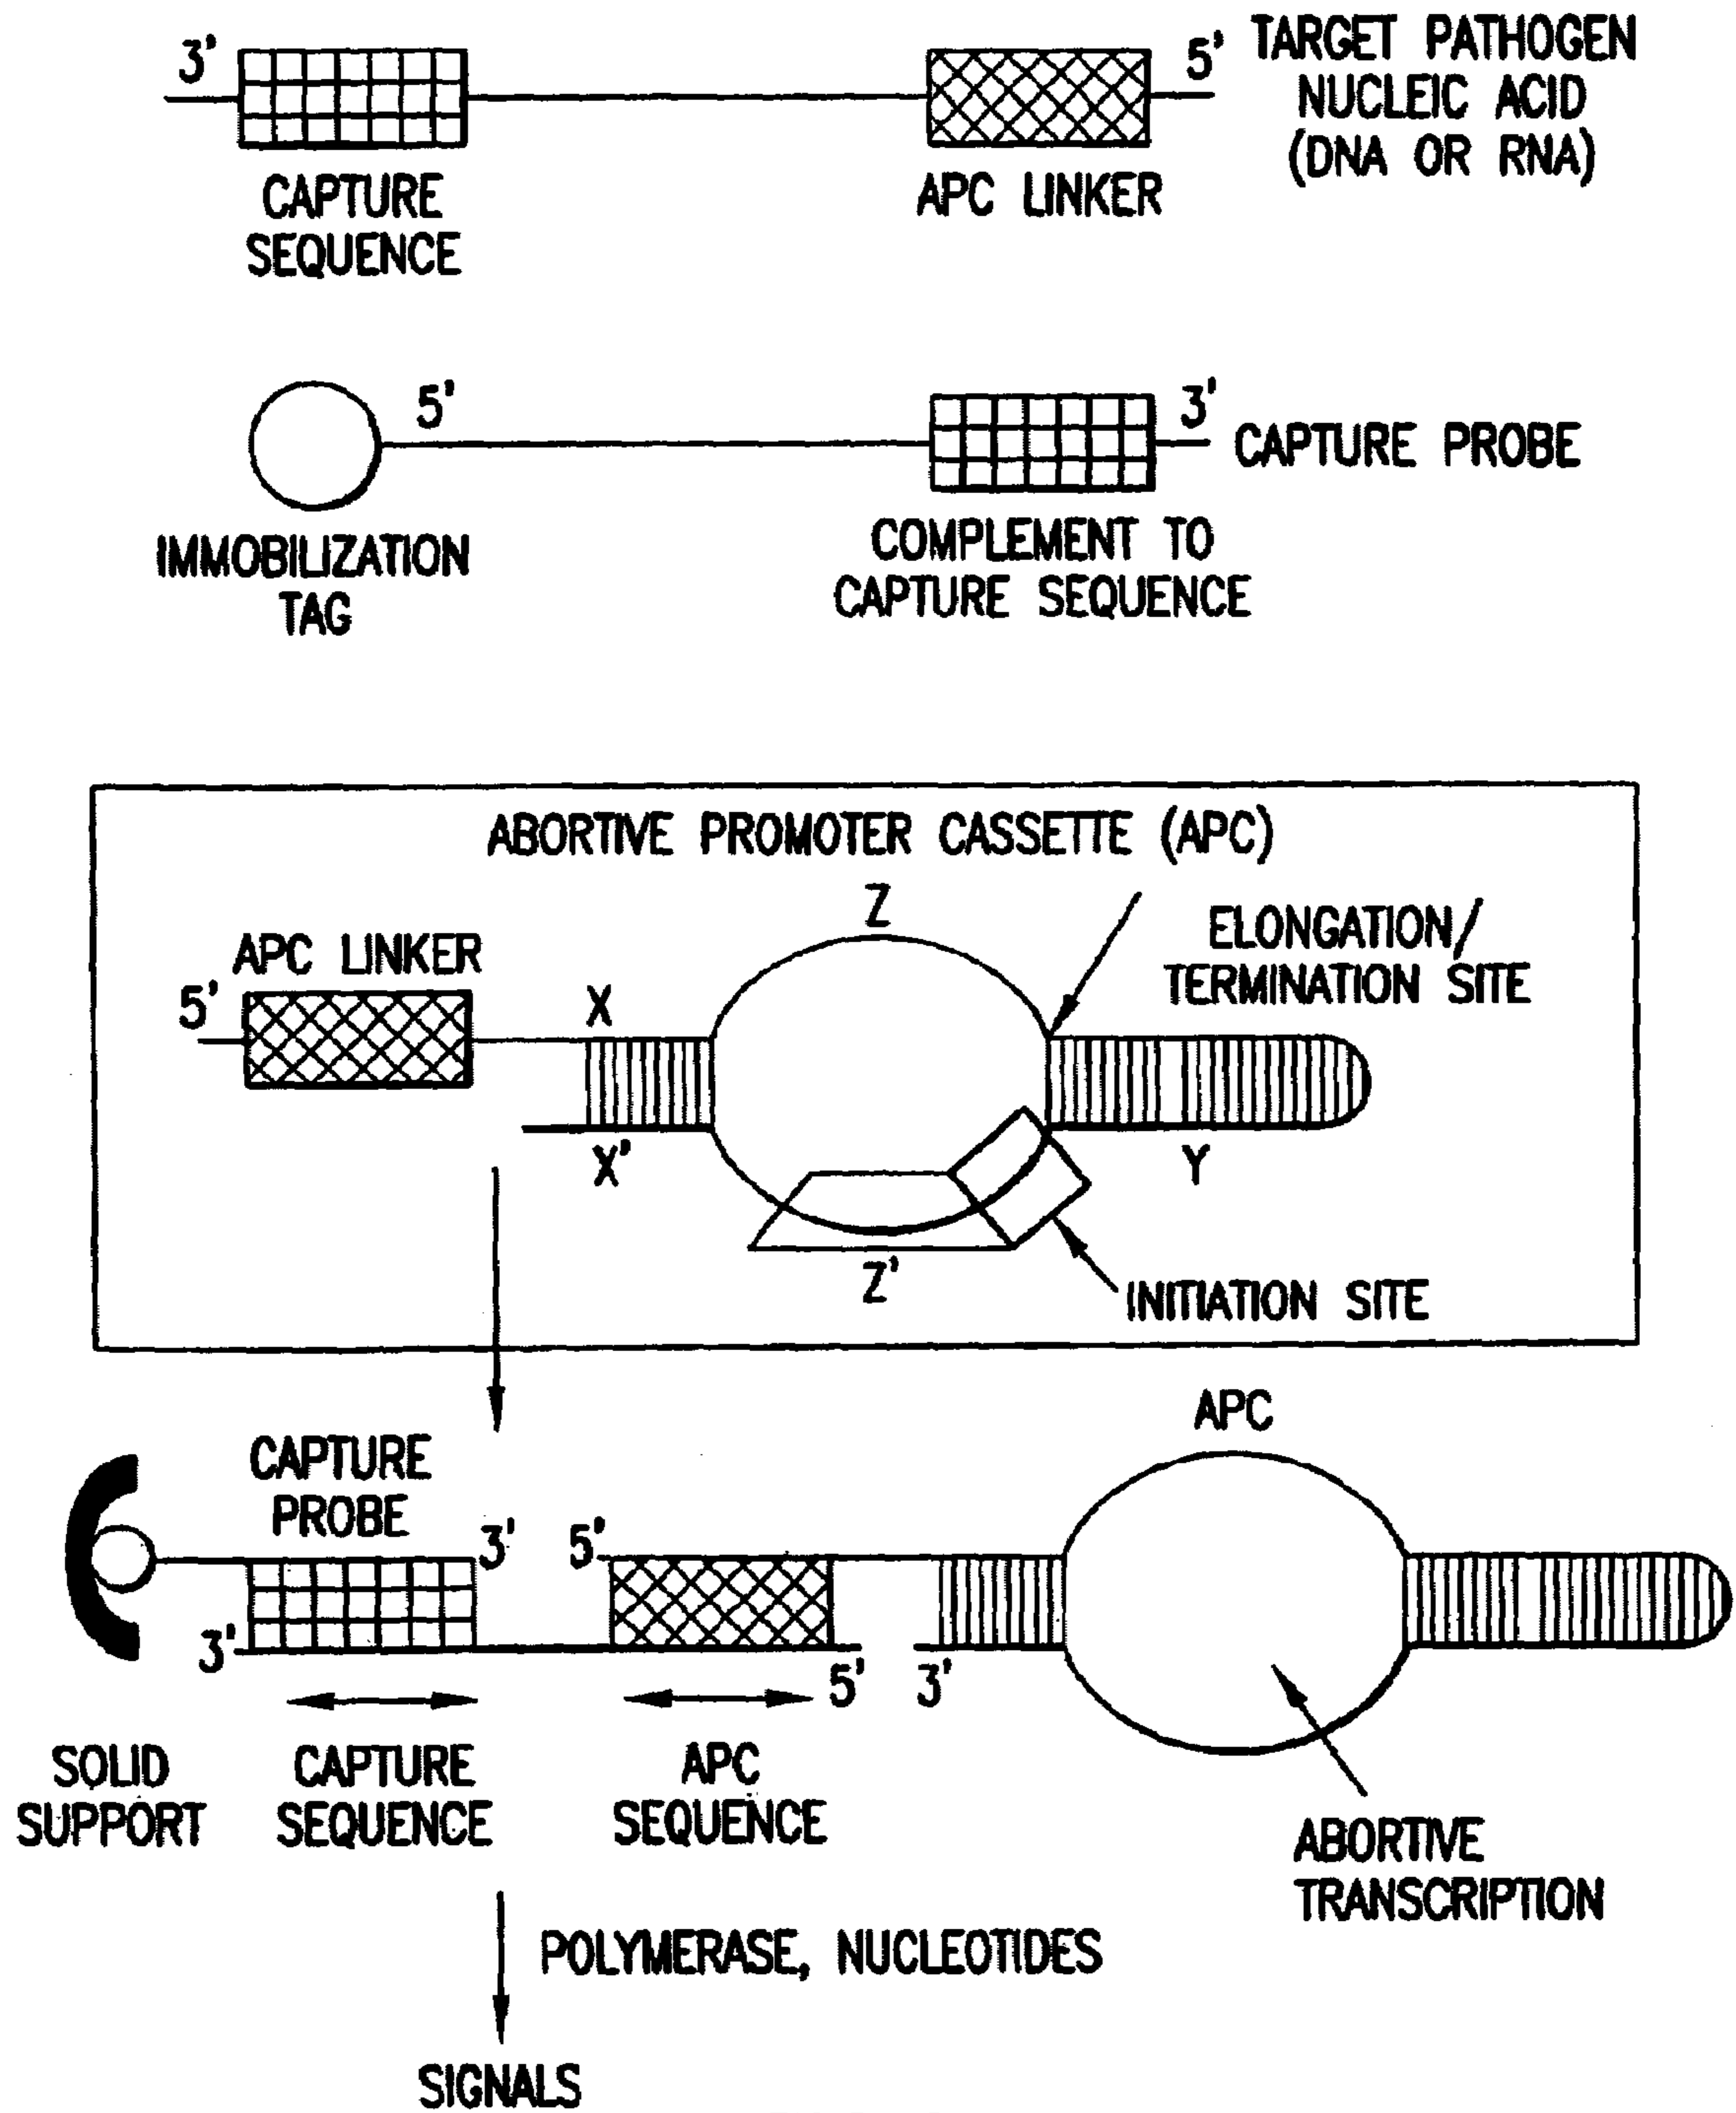 3'
5'
TARGET PATHOGEN
NUCLEIC ACID
(DNA OR RNA)
CAPTURE
SEQUENCE
APC LINKER
5'
3'
CAPTURE PROBE
IMMOBILIZATION
TAG
COMPLEMENT TO
CAPTURE SEQUENCE
ABORTIVE PROMOTER CASSETTE (APC)
Z
ELONGATION/
TERMINATION SITE
APC LINKER
5'
X
X'
Y
Z'
INITIATION SITE
APC
CAPTURE
PROBE
3'
5'
3'
5'
3'
SOLID
SUPPORT
CAPTURE
SEQUENCE
APC
SEQUENCE
ABORTIVE
TRANSCRIPTION
POLYMERASE, NUCLEOTIDES
SIGNALS